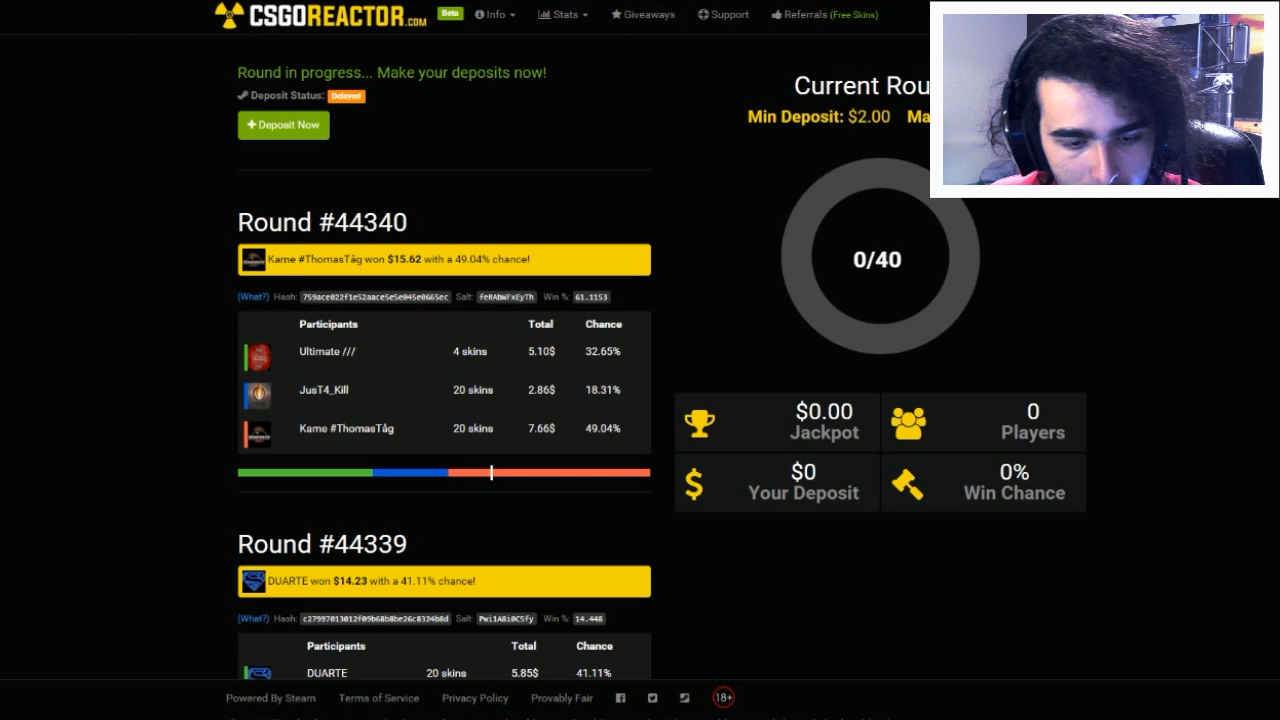 CSGOREACTOR.COM Beta Info Stats Giveaways Support Referrals (Free Skins)
Round in progress... Make your deposits now!
Deposit Status: Delayed
Deposit Now
Current Rou
Min Deposit: $2.00 Ma
0/40
Round #44340
Kame #ThomasTåg won $15.62 with a 49.04% chance!
(What?) Hash: 759ace022f1e52aace5e5e045e0665ec Salt: feRAbWFxEyTh Win %: 61.1153
Participants Total Chance
Ultimate /// 4 skins 5.10$ 32.65%
JusT4_Kill 20 skins 2.86$ 18.31%
Kame #ThomasTåg 20 skins 7.66$ 49.04%
$0.00
Jackpot
0
Players
$0
Your Deposit
0%
Win Chance
Round #44339
DUARTE won $14.23 with a 41.11% chance!
(What?) Hash: c27997013012f09b68b8be26c8324b8d Salt: Pwi1A8i0C5fy Win %: 14.448
Participants Total Chance
DUARTE 20 skins 5.85$ 41.11%
Powered By Steam Terms of Service Privacy Policy Provably Fair 18+